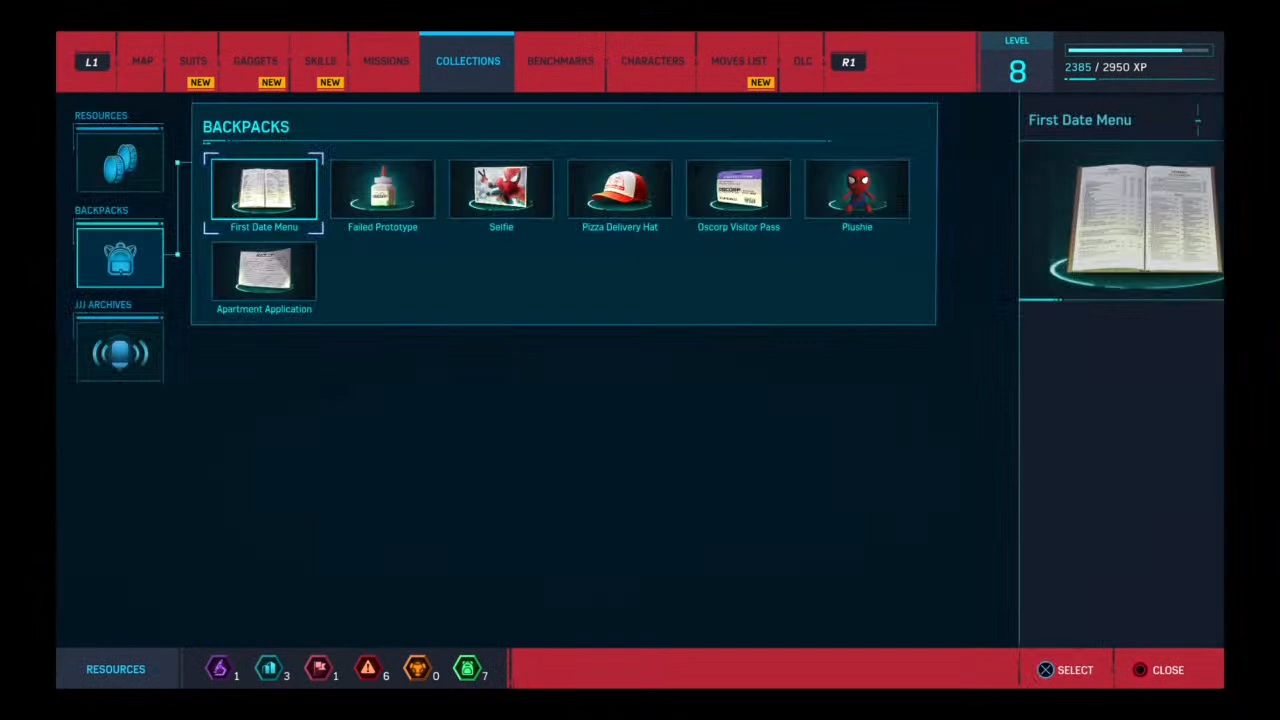 L1 MAP SUITS GADGETS SKILLS MISSIONS COLLECTIONS BENCHMARKS CHARACTERS MOVES LIST DLC R1
NEW NEW NEW NEW
LEVEL
8
2385 / 2950 XP
RESOURCES
BACKPACKS
JJJ ARCHIVES
BACKPACKS
First Date Menu Failed Prototype Selfie Pizza Delivery Hat Oscorp Visitor Pass Plushie
Apartment Application
First Date Menu
RESOURCES 1 3 1 6 0 7
SELECT CLOSE